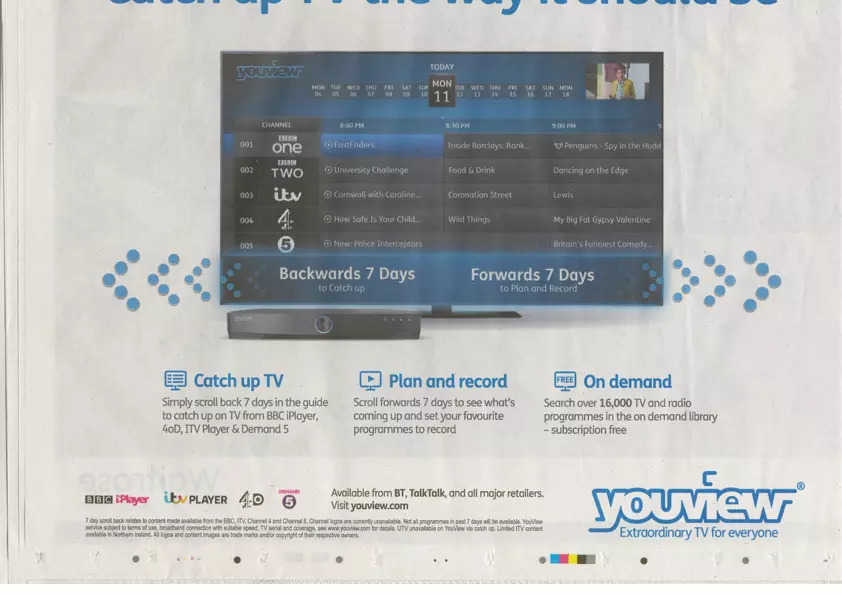 Catch up TV the way it should be
youview
TODAY
MON TUE WED THU FRI SAT SUN MON TUE WED THU FRI SAT SUN MON
04 05 06 07 08 09 10 11 12 13 14 15 16 17 18
CHANNEL 8:00 PM 8:30 PM 9:00 PM 9
001 BBC one EastEnders Inside Barclays: Bank... Penguins - Spy in the Hudd
002 BBC TWO University Challenge Food & Drink Dancing on the Edge
003 itv Cornwall with Caroline... Coronation Street Lewis
004 4 How Safe Is Your Child... Wild Things My Big Fat Gypsy Valentine
005 5 New: Police Interceptors Britain's Funniest Comedy...
Backwards 7 Days Forwards 7 Days
to Catch up to Plan and Record
Catch up TV
Simply scroll back 7 days in the guide
to catch up on TV from BBC iPlayer,
4oD, ITV Player & Demand 5
Plan and record
Scroll forwards 7 days to see what's
coming up and set your favourite
programmes to record
FREE On demand
Search over 16,000 TV and radio
programmes in the on demand library
– subscription free
BBC iPlayer itv PLAYER 4oD DEMAND 5
Available from BT, TalkTalk, and all major retailers.
Visit youview.com
7 day scroll back relates to content made available from the BBC, ITV, Channel 4 and Channel 5. Channel logos are currently unavailable. Not all programmes in past 7 days will be available. YouView
service subject to terms of use, broadband connection with suitable speed, TV aerial and coverage, see www.youview.com for details. UTV unavailable on YouView via catch up. Limited ITV content
available in Northern Ireland. All logos and content images are trade marks and/or copyright of their respective owners.
youview®
Extraordinary TV for everyone